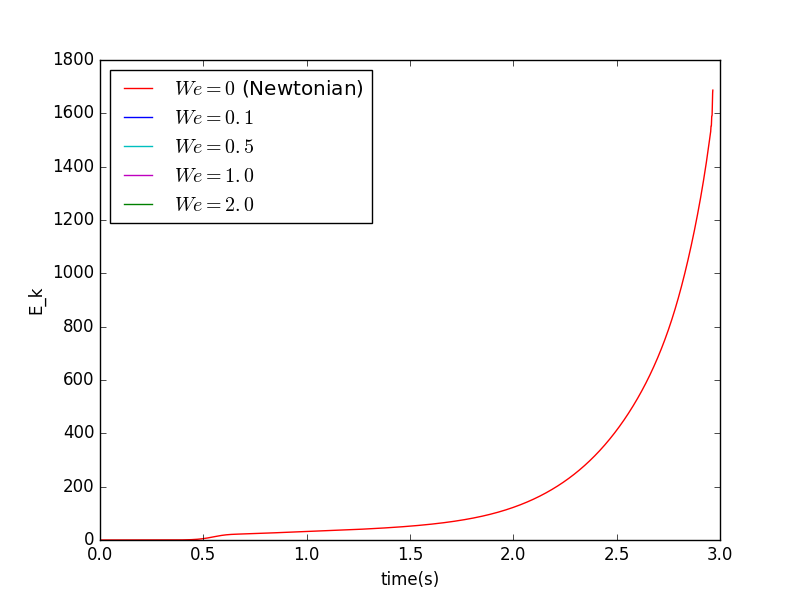 1800
1600
1400
1200
1000
800
600
400
200
0
E_k
We = 0 (Newtonian)
We = 0.1
We = 0.5
We = 1.0
We = 2.0
0.0 0.5 1.0 1.5 2.0 2.5 3.0
time(s)